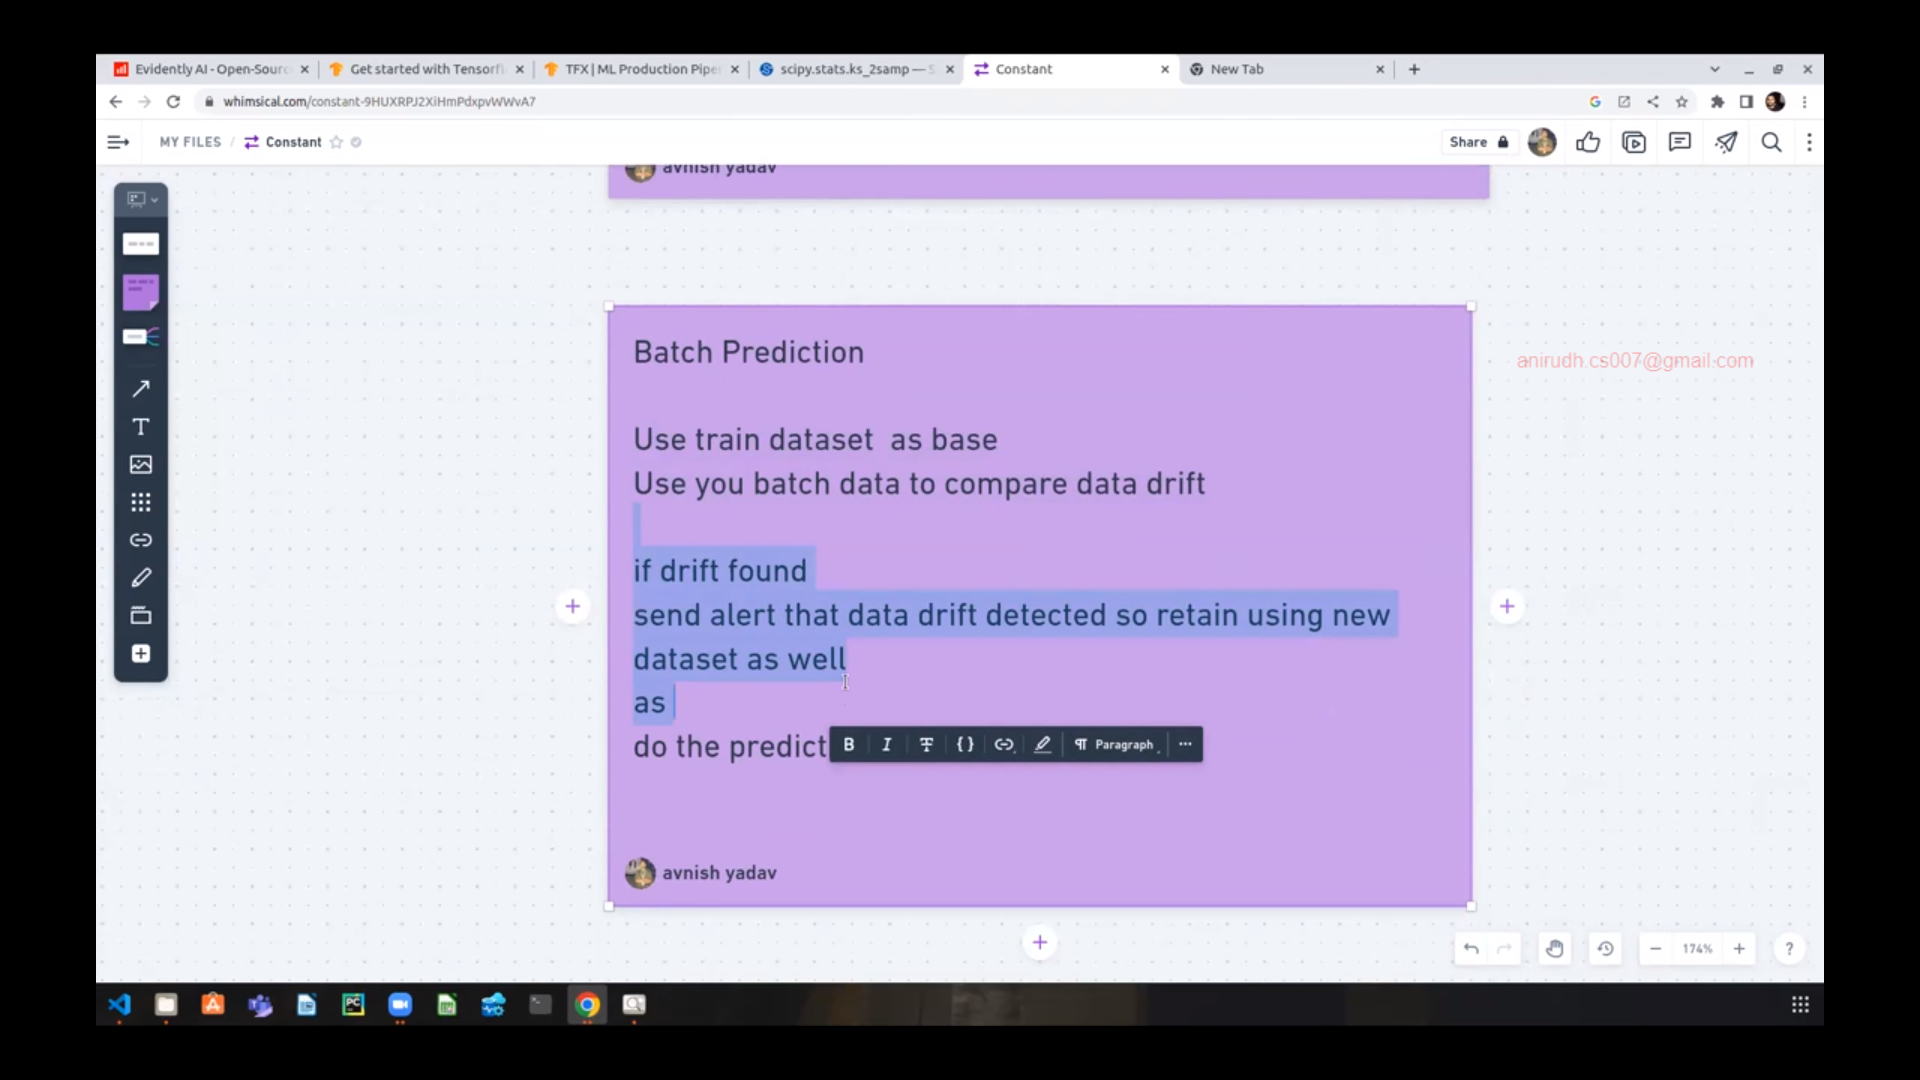 Evidently AI - Open-Sourc
Get started with Tensorfl
TFX | ML Production Pipe
scipy.stats.ks_2samp — S
Constant
New Tab
whimsical.com/constant-9HUXRPJ2XiHmPdxpvWWvA7
MY FILES / Constant
Share
avnish yadav
Batch Prediction
anirudh.cs007@gmail.com
Use train dataset as base
Use you batch data to compare data drift
if drift found
send alert that data drift detected so retain using new
dataset as well
as
do the predict
B I T {} Paragraph
avnish yadav
174%